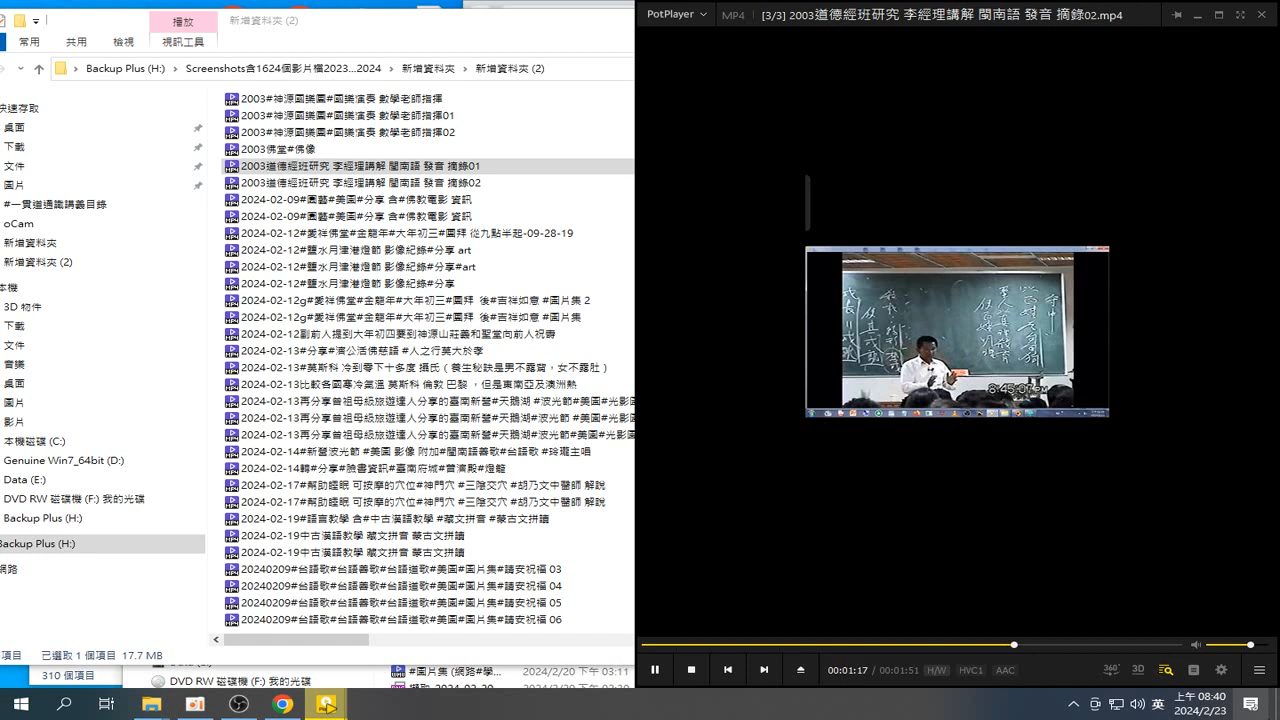 播放
新增資料夾 (2)
常用
共用
檢視
視訊工具
Backup Plus (H:)
Screenshots含1624個影片檔2023...2024
新增資料夾
新增資料夾 (2)
快速存取
桌面
下載
文件
圖片
#一貫道通識講義目錄
oCam
新增資料夾
新增資料夾 (2)
本機
3D 物件
下載
文件
音樂
桌面
圖片
影片
本機磁碟 (C:)
Genuine Win7_64bit (D:)
Data (E:)
DVD RW 磁碟機 (F:) 我的光碟
Backup Plus (H:)
Backup Plus (H:)
網路
2003#神源國樂團#國樂演奏 數學老師指揮
2003#神源國樂團#國樂演奏 數學老師指揮01
2003#神源國樂團#國樂演奏 數學老師指揮02
2003佛堂#佛像
2003道德經班研究 李經理講解 閩南語 發音 摘錄01
2003道德經班研究 李經理講解 閩南語 發音 摘錄02
2024-02-09#園藝#美圖#分享 含#佛教電影 資訊
2024-02-09#園藝#美圖#分享 含#佛教電影 資訊
2024-02-12#愛祥佛堂#金龍年#大年初三#團拜 從九點半起-09-28-19
2024-02-12#鹽水月津港燈節 影像紀錄#分享 art
2024-02-12#鹽水月津港燈節 影像紀錄#分享#art
2024-02-12#鹽水月津港燈節 影像紀錄#分享
2024-02-12g#愛祥佛堂#金龍年#大年初三#團拜 後#吉祥如意 #圖片集 2
2024-02-12g#愛祥佛堂#金龍年#大年初三#團拜 後#吉祥如意 #圖片集
2024-02-12副前人提到大年初四要到神源山莊義和聖堂向前人祝壽
2024-02-13#分享#濟公活佛慈語 #人之行莫大於孝
2024-02-13#莫斯科 冷到零下十多度 攝氏（養生秘訣是男不露背，女不露肚）
2024-02-13比較各國寒冷氣溫 莫斯科 倫敦 巴黎 ，但是東南亞及澳洲熱
2024-02-13再分享曾祖母級旅遊達人分享的臺南新營#天鵝湖 #波光節#美圖#光影
2024-02-13再分享曾祖母級旅遊達人分享的臺南新營#天鵝湖 #波光節#美圖#光影
2024-02-13再分享曾祖母級旅遊達人分享的臺南新營#天鵝湖#波光節#美圖#光影
2024-02-14#新營波光節 #美圖 影像 附加#閩南語善歌#台語歌 #玲瓏主唱
2024-02-14轉#分享#臉書資訊#臺南府城#普濟殿#燈籠
2024-02-17#幫助睡眠 可按摩的穴位#神門穴 #三陰交穴 #胡乃文中醫師 解說
2024-02-17#幫助睡眠 可按摩的穴位#神門穴 #三陰交穴 #胡乃文中醫師 解說
2024-02-19#語言教學 含#中古漢語教學 #藏文拼音 #蒙古文拼讀
2024-02-19中古漢語教學 藏文拼音 蒙古文拼讀
2024-02-19中古漢語教學 藏文拼音 蒙古文拼讀
20240209#台語歌#台語善歌#台語道歌#美圖#圖片集#請安祝福 03
20240209#台語歌#台語善歌#台語道歌#美圖#圖片集#請安祝福 04
20240209#台語歌#台語善歌#台語道歌#美圖#圖片集#請安祝福 05
20240209#台語歌#台語善歌#台語道歌#美圖#圖片集#請安祝福 06
項目
已選取 1 個項目 17.7 MB
310 個項目
DVD RW 磁碟機 (F:) 我的光碟
#圖片集 (網路#學...
2024/2/20 下午 03:11
PotPlayer
MP4
[3/3] 2003道德經班研究 李經理講解 閩南語 發音 摘錄02.mp4
8:45:07 PM
00:01:17 / 00:01:51
H/W
HVC1
AAC
360°
3D
英
上午 08:40
2024/2/23